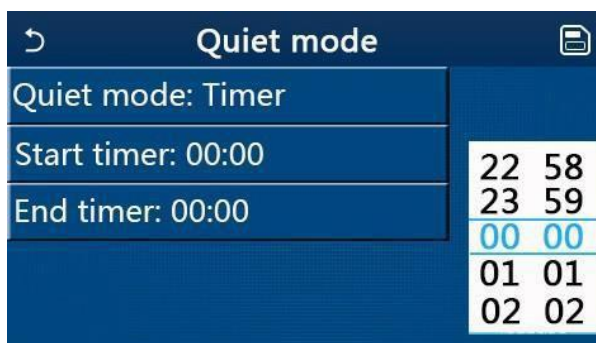 Quiet mode
Quiet mode: Timer
Start timer: 00:00
End timer: 00:00
22 58
23 59
00 00
01 01
02 02